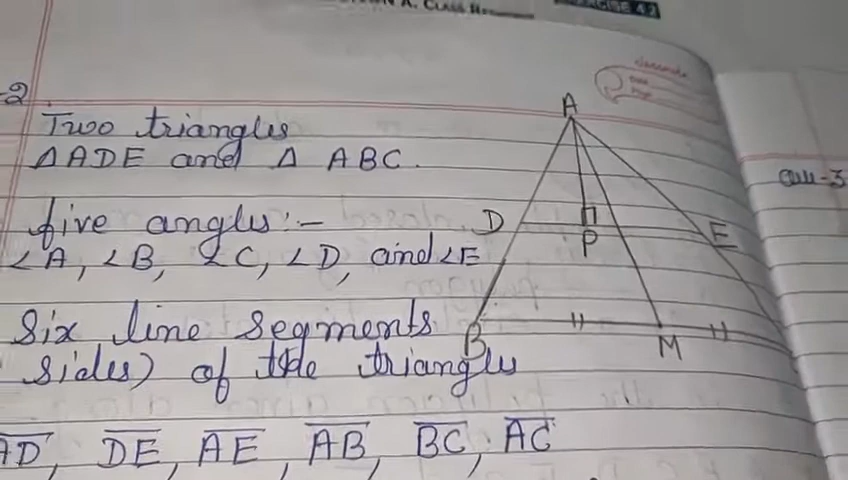 -2
Two triangles
ΔADE and Δ ABC.
five angles:-
∠A, ∠B, ∠C, ∠D, and ∠E
Six line segments
sides) of the triangles
AD, DE, AE, AB, BC, AC
A
D
P
E
B
M